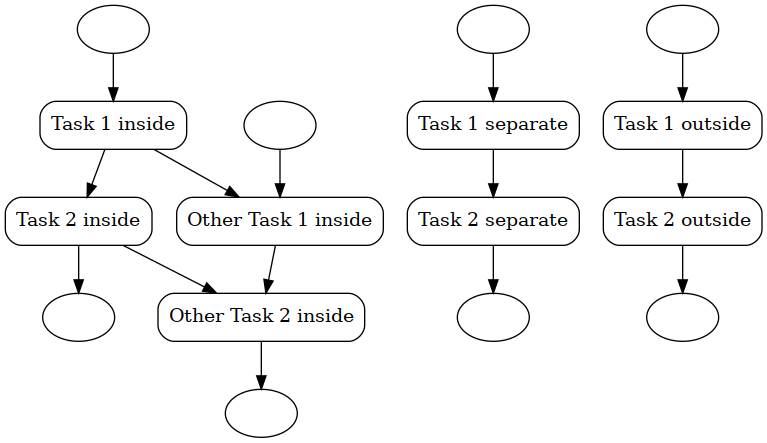 Task 1 inside
Task 1 separate
Task 1 outside
Task 2 inside
Other Task 1 inside
Task 2 separate
Task 2 outside
Other Task 2 inside